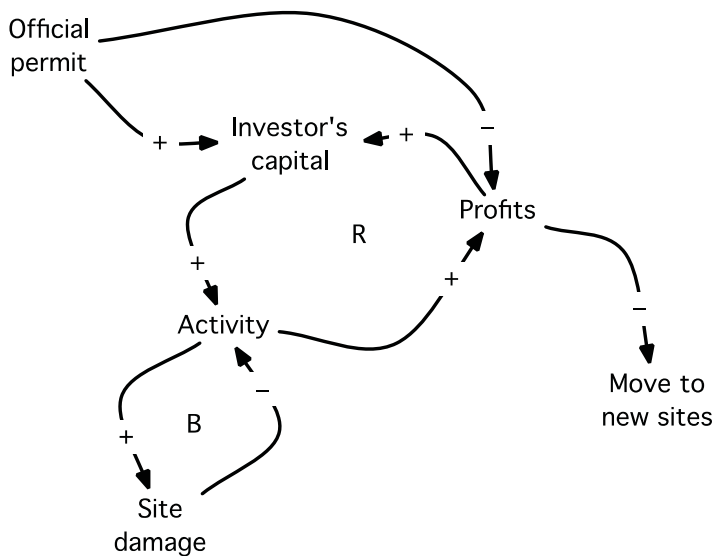 Official
permit
+
Investor's
capital
+
−
Profits
R
+
+
Activity
−
−
Move to
new sites
B
+
Site
damage